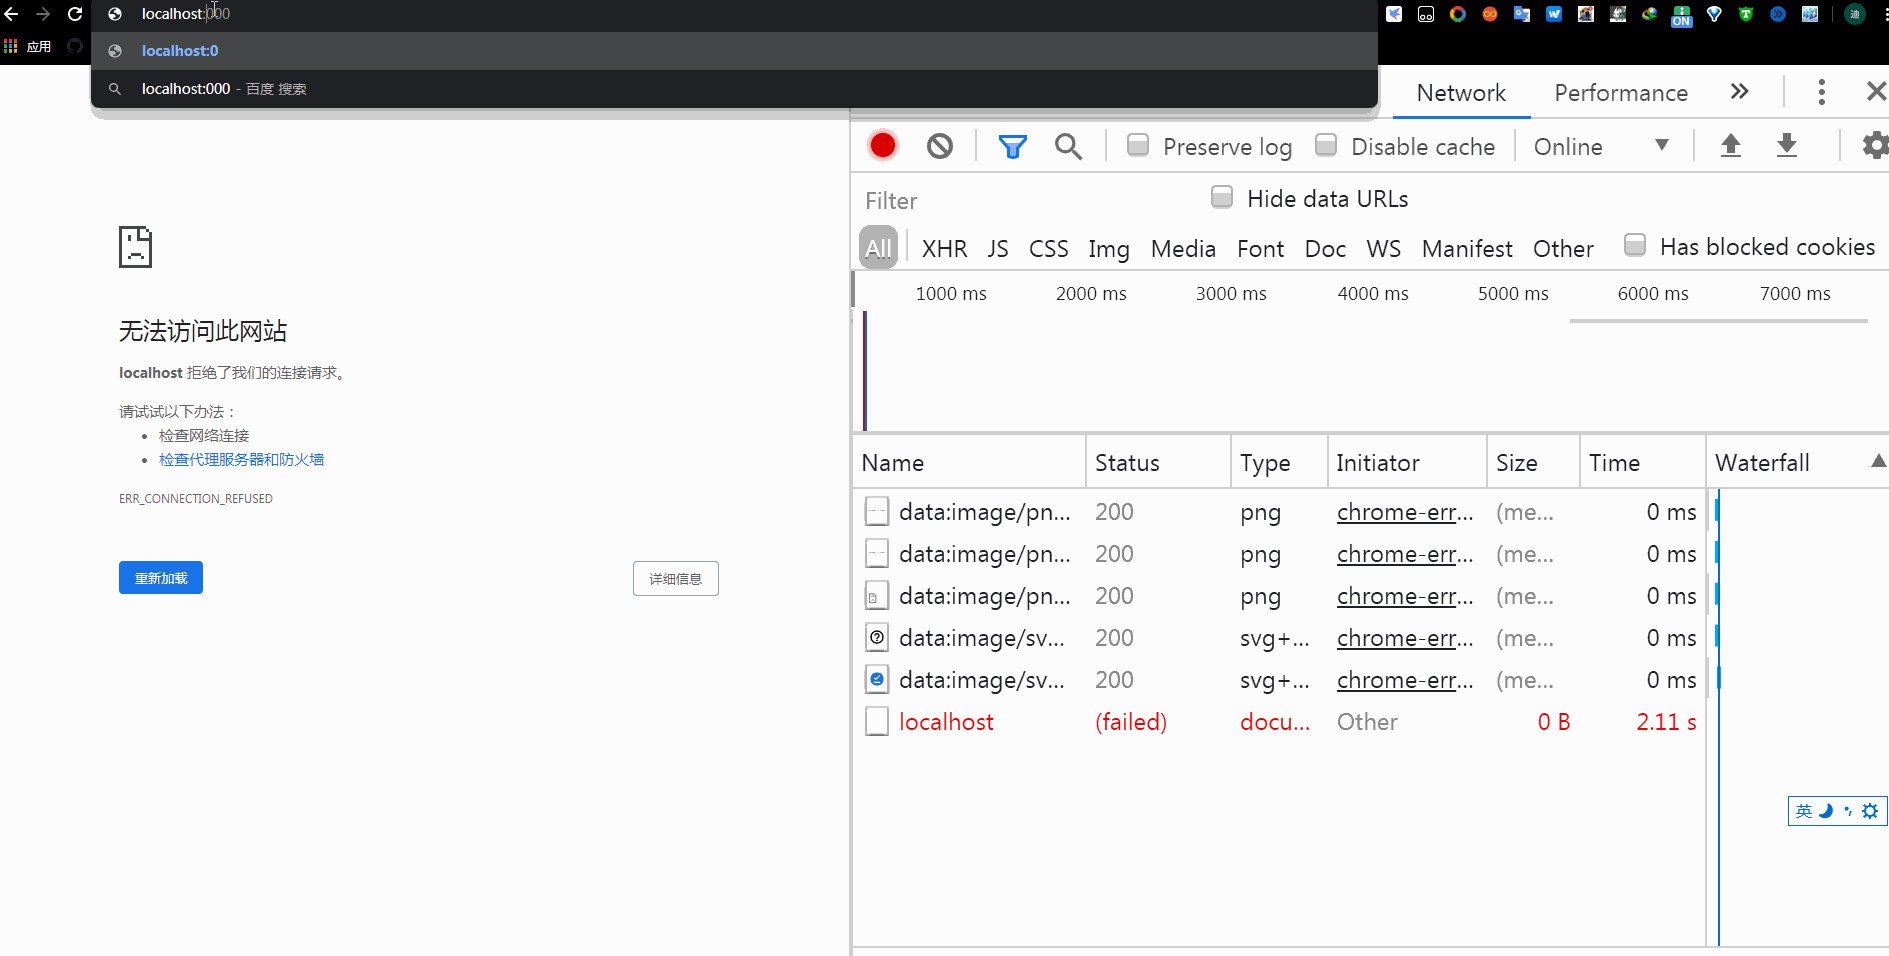 localhost:000
应用
localhost:0
localhost:000 - 百度 搜索
ON
迪
Network
Performance
Preserve log
Disable cache
Online
Filter
Hide data URLs
All
XHR
JS
CSS
Img
Media
Font
Doc
WS
Manifest
Other
Has blocked cookies
1000 ms
2000 ms
3000 ms
4000 ms
5000 ms
6000 ms
7000 ms
无法访问此网站
localhost 拒绝了我们的连接请求。
请试试以下办法：
• 检查网络连接
• 检查代理服务器和防火墙
ERR_CONNECTION_REFUSED
重新加载
详细信息
Name Status Type Initiator Size Time Waterfall
data:image/pn... 200 png chrome-err... (me... 0 ms
data:image/pn... 200 png chrome-err... (me... 0 ms
data:image/pn... 200 png chrome-err... (me... 0 ms
data:image/sv... 200 svg+... chrome-err... (me... 0 ms
data:image/sv... 200 svg+... chrome-err... (me... 0 ms
localhost (failed) docu... Other 0 B 2.11 s
英